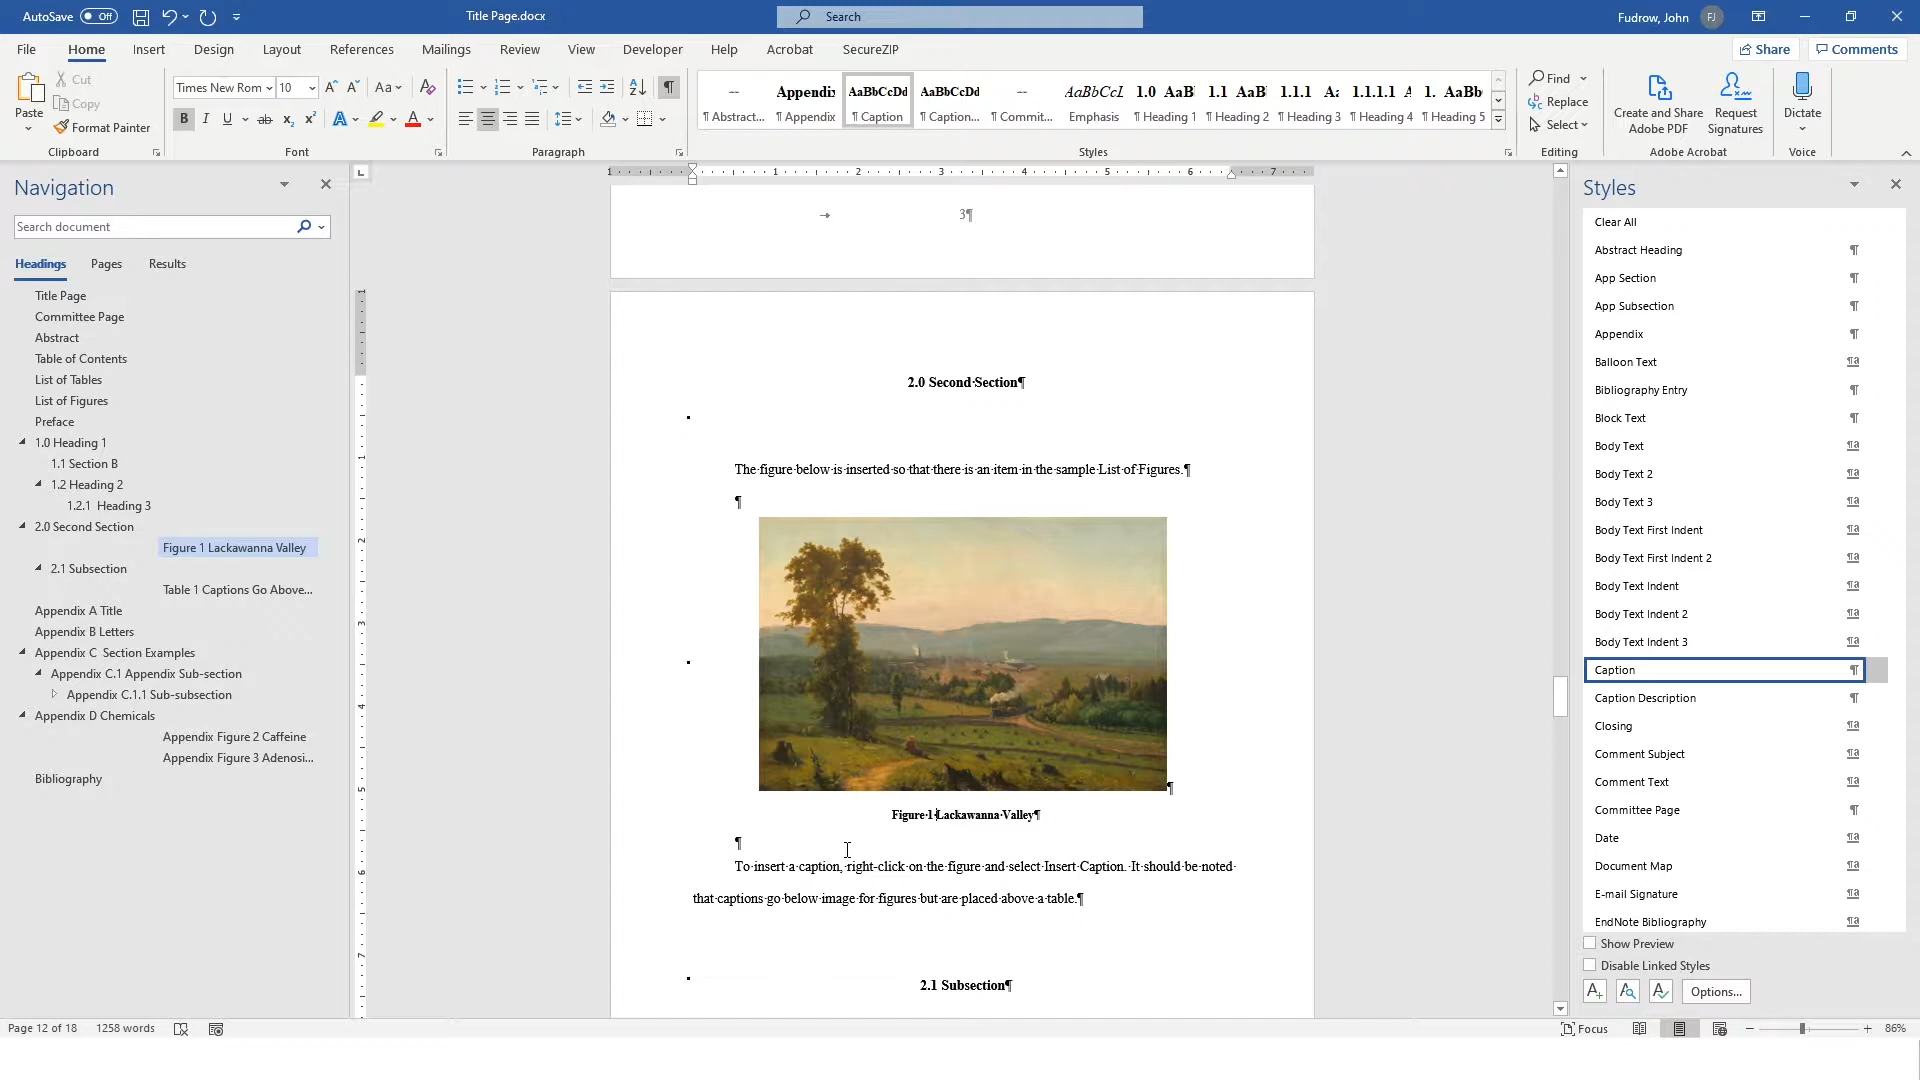 AutoSave Off
Title Page.docx
Search
Fudrow, John FJ
File Home Insert Design Layout References Mailings Review View Developer Help Acrobat SecureZIP
Share Comments
Paste
Cut
Copy
Format Painter
Clipboard
Times New Rom 10
Font
Paragraph
AaBbCcDd AaBbCcDd AaBbCcL
¶ Abstract... ¶ Appendix ¶ Caption ¶ Caption... ¶ Commit... Emphasis ¶ Heading 1 ¶ Heading 2 ¶ Heading 3 ¶ Heading 4 ¶ Heading 5
Styles
Find
Replace
Select
Editing
Create and Share
Adobe PDF
Request
Signatures
Adobe Acrobat
Dictate
Voice
Navigation
Search document
Headings Pages Results
Title Page
Committee Page
Abstract
Table of Contents
List of Tables
List of Figures
Preface
1.0 Heading 1
1.1 Section B
1.2 Heading 2
1.2.1 Heading 3
2.0 Second Section
Figure 1 Lackawanna Valley
2.1 Subsection
Table 1 Captions Go Above...
Appendix A Title
Appendix B Letters
Appendix C Section Examples
Appendix C.1 Appendix Sub-section
Appendix C.1.1 Sub-subsection
Appendix D Chemicals
Appendix Figure 2 Caffeine
Appendix Figure 3 Adenosi...
Bibliography
1 1 2 3 4 5 6 7
3¶
2.0 Second·Section¶
The·figure·below·is·inserted·so·that·there·is·an·item·in·the·sample·List·of·Figures.¶
¶
¶
Figure·1·Lackawanna·Valley¶
¶
To·insert·a·caption,·right-click·on·the·figure·and·select·Insert·Caption.·It·should·be·noted·
that·captions·go·below·image·for·figures·but·are·placed·above·a·table.¶
2.1 Subsection¶
Styles
Clear All
Abstract Heading
App Section
App Subsection
Appendix
Balloon Text
Bibliography Entry
Block Text
Body Text
Body Text 2
Body Text 3
Body Text First Indent
Body Text First Indent 2
Body Text Indent
Body Text Indent 2
Body Text Indent 3
Caption
Caption Description
Closing
Comment Subject
Comment Text
Committee Page
Date
Document Map
E-mail Signature
EndNote Bibliography
Show Preview
Disable Linked Styles
Options...
Page 12 of 18 1258 words
Focus
86%